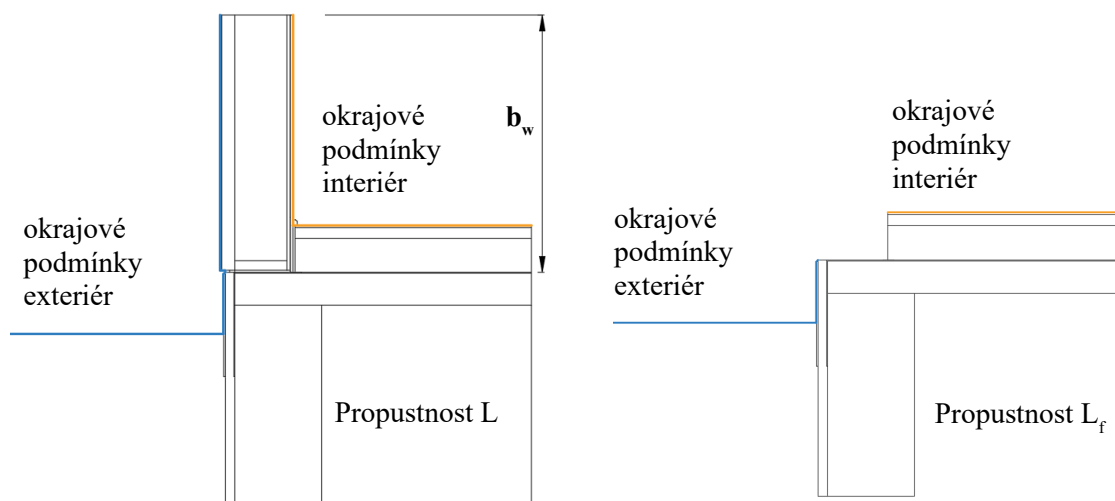 okrajové
podmínky
interiér
b_w
okrajové
podmínky
exteriér
Propustnost L
okrajové
podmínky
interiér
okrajové
podmínky
exteriér
Propustnost L_f